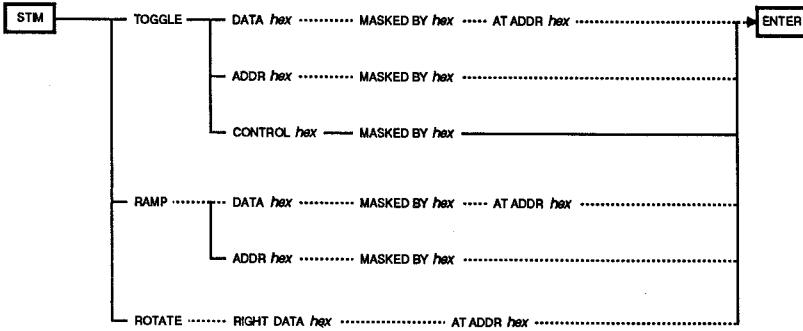 STIM TOGGLE DATA hex MASKED BY hex AT ADDR hex ENTER
ADDR hex MASKED BY hex
CONTROL hex MASKED BY hex
RAMP DATA hex MASKED BY hex AT ADDR hex
ADDR hex MASKED BY hex
ROTATE RIGHT DATA hex AT ADDR hex